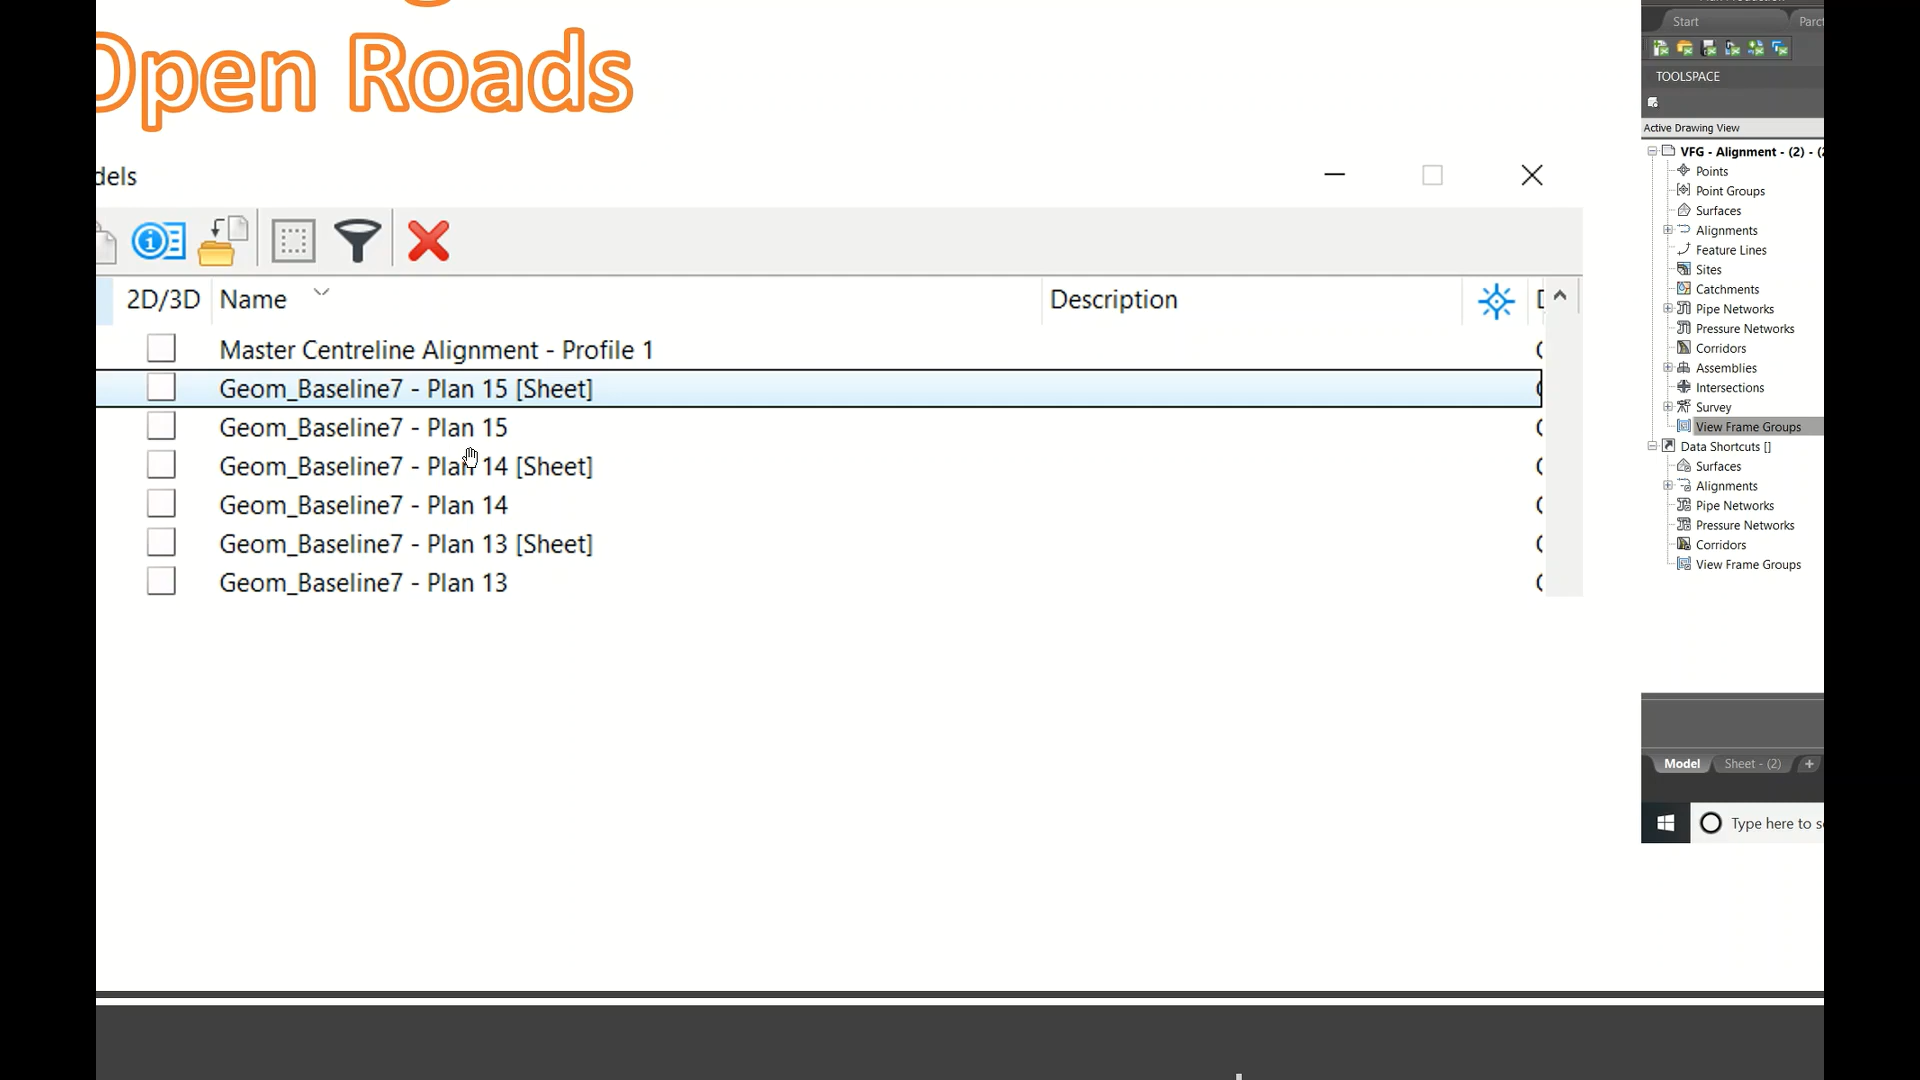 Open Roads
dels
2D/3D Name Description
Master Centreline Alignment - Profile 1
Geom_Baseline7 - Plan 15 [Sheet]
Geom_Baseline7 - Plan 15
Geom_Baseline7 - Plan 14 [Sheet]
Geom_Baseline7 - Plan 14
Geom_Baseline7 - Plan 13 [Sheet]
Geom_Baseline7 - Plan 13
Start Parc
TOOLSPACE
Active Drawing View
VFG - Alignment - (2) - (2
Points
Point Groups
Surfaces
Alignments
Feature Lines
Sites
Catchments
Pipe Networks
Pressure Networks
Corridors
Assemblies
Intersections
Survey
View Frame Groups
Data Shortcuts []
Surfaces
Alignments
Pipe Networks
Pressure Networks
Corridors
View Frame Groups
Model Sheet - (2) +
Type here to s